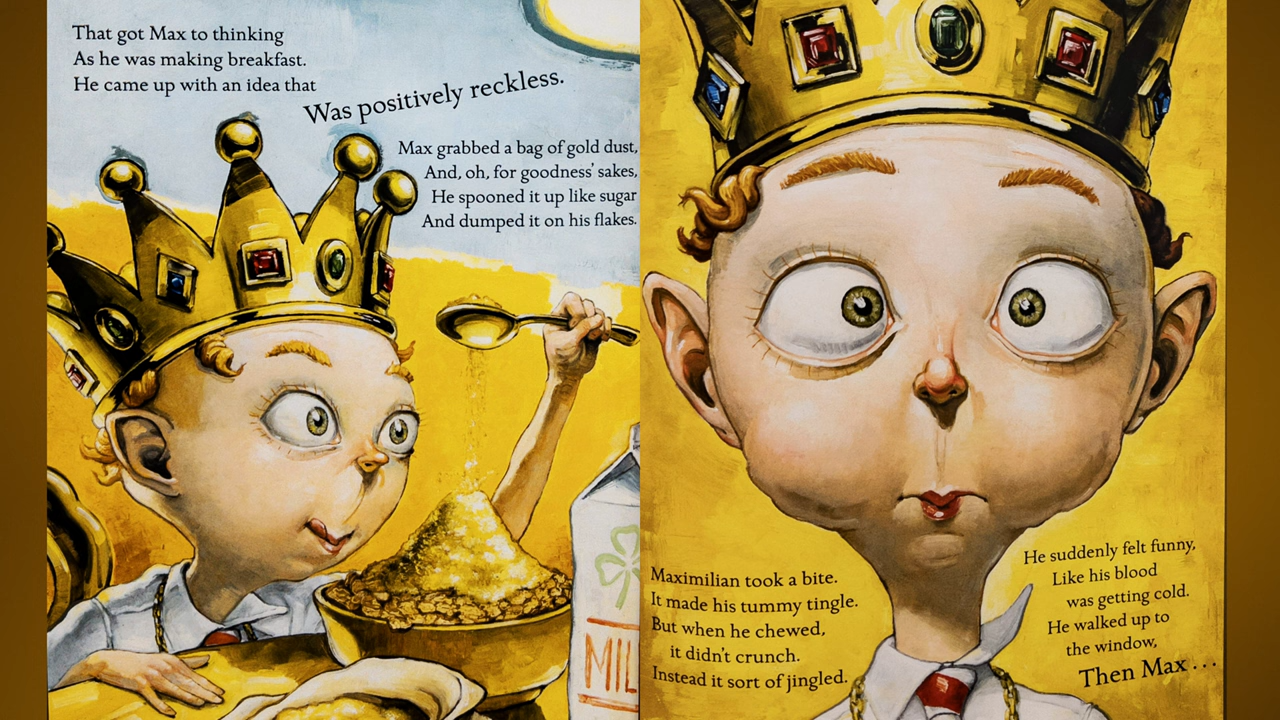 That got Max to thinking
As he was making breakfast.
He came up with an idea that
Was positively reckless.
Max grabbed a bag of gold dust,
And, oh, for goodness' sakes,
He spooned it up like sugar
And dumped it on his flakes.
MIL
Maximilian took a bite.
It made his tummy tingle.
But when he chewed,
it didn't crunch.
Instead it sort of jingled.
He suddenly felt funny,
Like his blood
was getting cold.
He walked up to
the window,
Then Max . . .